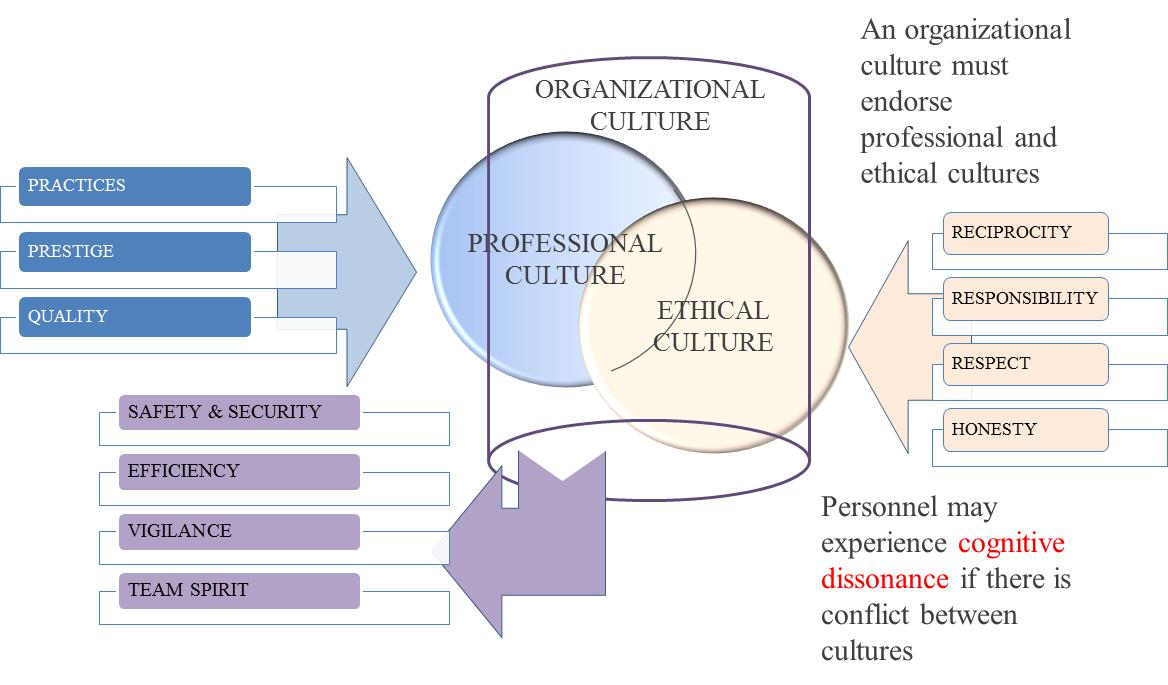 An organizational
culture must
endorse
professional and
ethical cultures
ORGANIZATIONAL
CULTURE
PROFESSIONAL
CULTURE
ETHICAL
CULTURE
PRACTICES
PRESTIGE
QUALITY
RECIPROCITY
RESPONSIBILITY
RESPECT
HONESTY
SAFETY & SECURITY
EFFICIENCY
VIGILANCE
TEAM SPIRIT
Personnel may
experience cognitive
dissonance if there is
conflict between
cultures